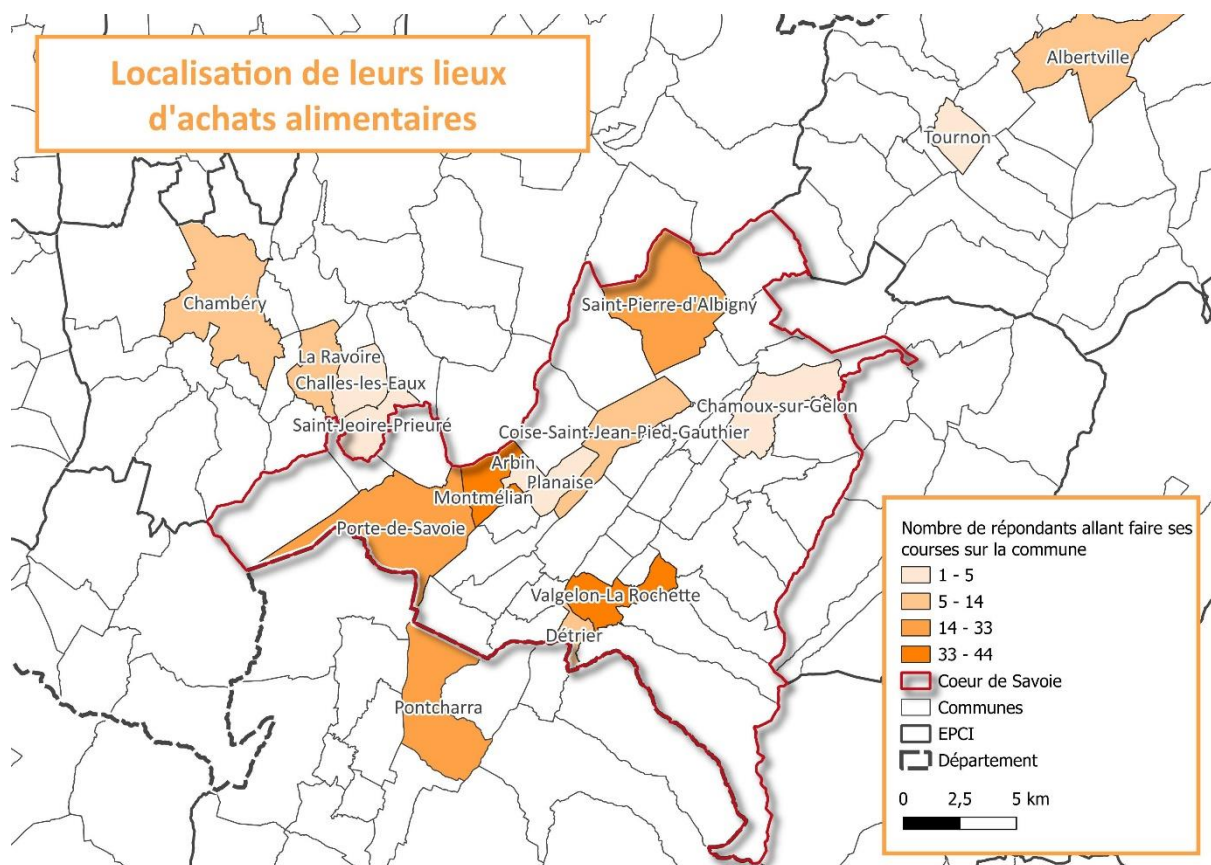 Localisation de leurs lieux
d'achats alimentaires
Albertville
Tournon
Chambéry
Saint-Pierre-d'Albigny
La Ravoire
Challes-les-Eaux
Chamoux-sur-Gelon
Saint-Jeoire-Prieuré
Coise-Saint-Jean-Pied-Gauthier
Arbin
Planaise
Montmélian
Porte-de-Savoie
Valgelon-La Rochette
Détrier
Pontcharra
Nombre de répondants allant faire ses
courses sur la commune
1 - 5
5 - 14
14 - 33
33 - 44
Coeur de Savoie
Communes
EPCI
Département
0 2,5 5 km